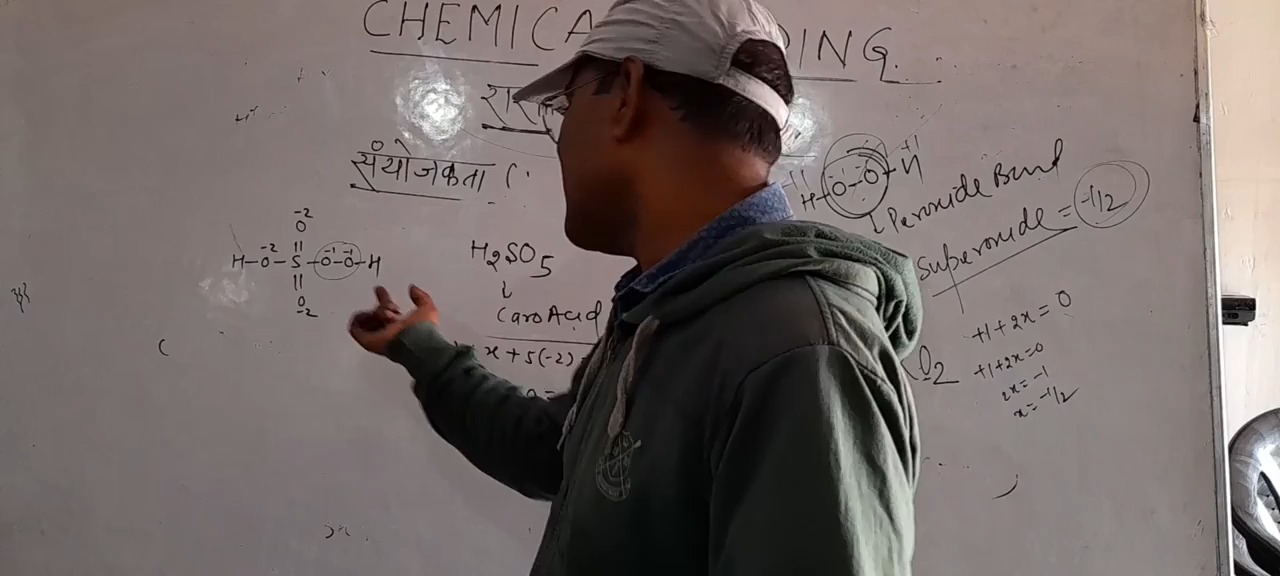 CHEMICA DING
संयोजकता (
-2
O
||
-2 -1 -1
H-O-S-O-O-H
||
O
-2
H2SO5
Caro Acid
x+5(-2)
+1
-1 -1
H-O-O-H
Peroxide Bond
Superoxide = -1/2
O2
+1+2x=0
+1+2x=0
2x=-1
x=-1/2